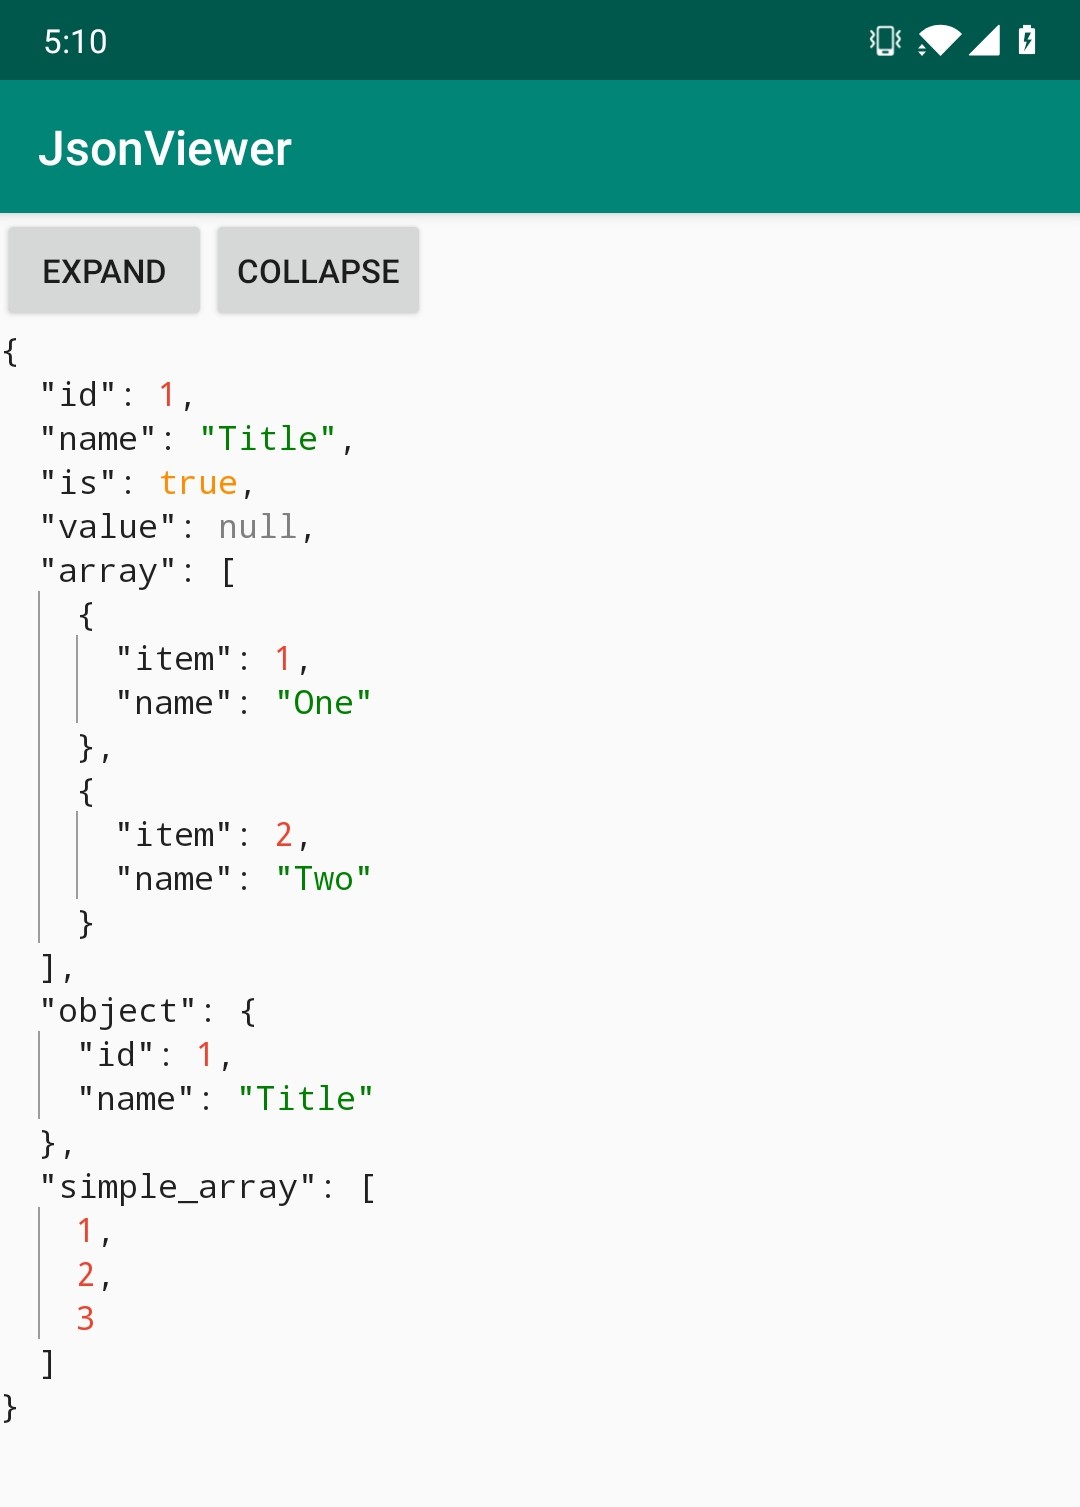 5:10
JsonViewer
EXPAND COLLAPSE
{
  "id": 1,
  "name": "Title",
  "is": true,
  "value": null,
  "array": [
    {
      "item": 1,
      "name": "One"
    },
    {
      "item": 2,
      "name": "Two"
    }
  ],
  "object": {
    "id": 1,
    "name": "Title"
  },
  "simple_array": [
    1,
    2,
    3
  ]
}